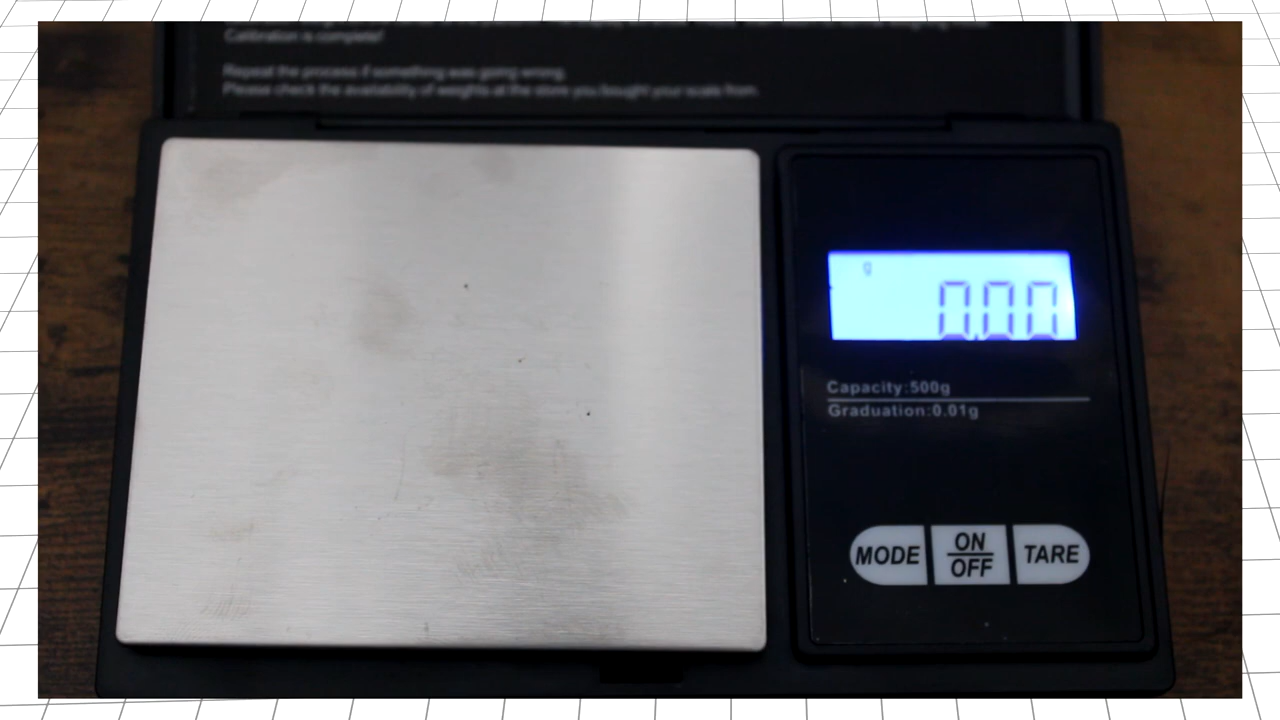 Calibration is complete!
Repeat the process if something was going wrong.
Please check the availability of weights at the store you bought your scale from.
g
0.00
Capacity:500g
Graduation:0.01g
MODE
ON
OFF
TARE